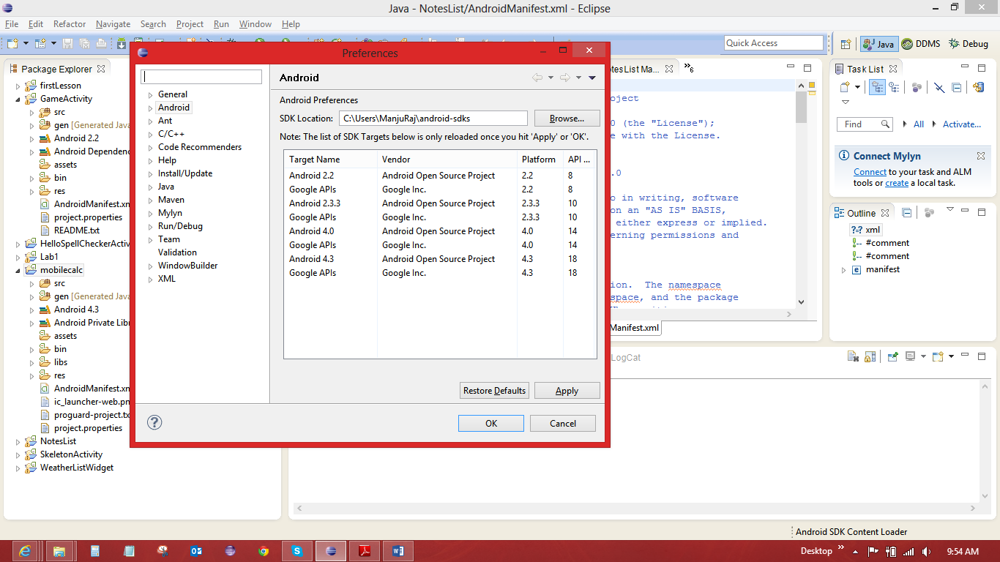 Java - NotesList/AndroidManifest.xml - Eclipse
File Edit Refactor Navigate Search Project Run Window Help
Quick Access
Java DDMS Debug
Package Explorer
firstLesson
GameActivity
src
gen [Generated Java
Android 2.2
Android Dependenc
assets
bin
res
AndroidManifest.xm
project.properties
README.txt
HelloSpellCheckerActiv
Lab1
mobilecalc
src
gen [Generated Java
Android 4.3
Android Private Libr
assets
bin
libs
res
AndroidManifest.xm
ic_launcher-web.pn
proguard-project.tx
project.properties
NotesList
SkeletonActivity
WeatherListWidget
Preferences
General
Android
Ant
C/C++
Code Recommenders
Help
Install/Update
Java
Maven
Mylyn
Run/Debug
Team
Validation
WindowBuilder
XML
Android
Android Preferences
SDK Location: C:\Users\ManjuRaj\android-sdks Browse...
Note: The list of SDK Targets below is only reloaded once you hit 'Apply' or 'OK'.
Target Name Vendor Platform API ...
Android 2.2 Android Open Source Project 2.2 8
Google APIs Google Inc. 2.2 8
Android 2.3.3 Android Open Source Project 2.3.3 10
Google APIs Google Inc. 2.3.3 10
Android 4.0 Android Open Source Project 4.0 14
Google APIs Google Inc. 4.0 14
Android 4.3 Android Open Source Project 4.3 18
Google APIs Google Inc. 4.3 18
Restore Defaults Apply
OK Cancel
otesList Ma... »6
oject
0 (the "License");
e with the License.
.0
o in writing, software
on an "AS IS" BASIS,
either express or implied.
erning permissions and
ion. The namespace
space, and the package
Manifest.xml
LogCat
Task List
Find All Activate...
Connect Mylyn
Connect to your task and ALM
tools or create a local task.
Outline
?-? xml
#comment
#comment
e manifest
Android SDK Content Loader
Desktop » 9:54 AM